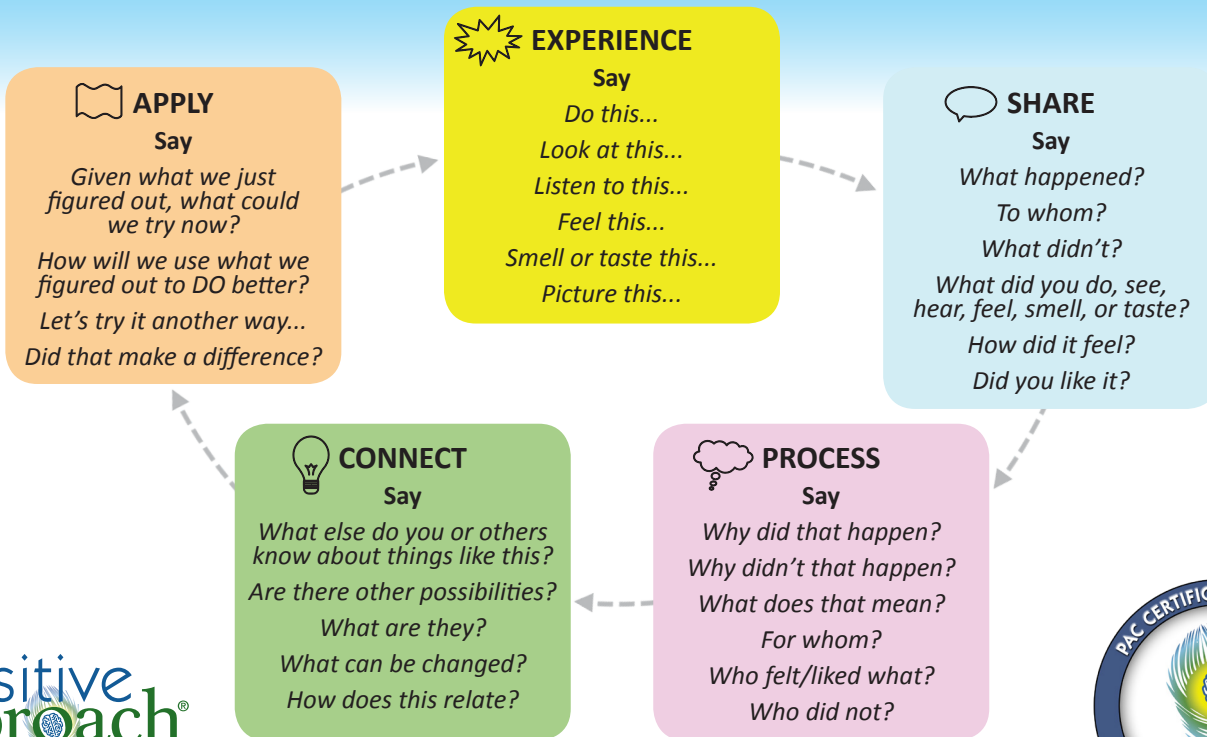 EXPERIENCE
Say
Do this...
Look at this...
Listen to this...
Feel this...
Smell or taste this...
Picture this...
SHARE
Say
What happened?
To whom?
What didn't?
What did you do, see,
hear, feel, smell, or taste?
How did it feel?
Did you like it?
PROCESS
Say
Why did that happen?
Why didn't that happen?
What does that mean?
For whom?
Who felt/liked what?
Who did not?
CONNECT
Say
What else do you or others
know about things like this?
Are there other possibilities?
What are they?
What can be changed?
How does this relate?
APPLY
Say
Given what we just
figured out, what could
we try now?
How will we use what we
figured out to DO better?
Let's try it another way...
Did that make a difference?
sitive
proach®
PAC CERTIFIC